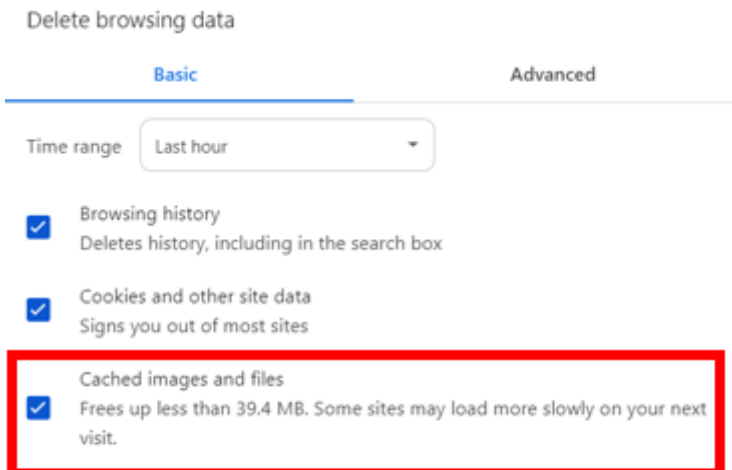 Delete browsing data
Basic
Advanced
Time range
Last hour
Browsing history
Deletes history, including in the search box
Cookies and other site data
Signs you out of most sites
Cached images and files
Frees up less than 39.4 MB. Some sites may load more slowly on your next
visit.